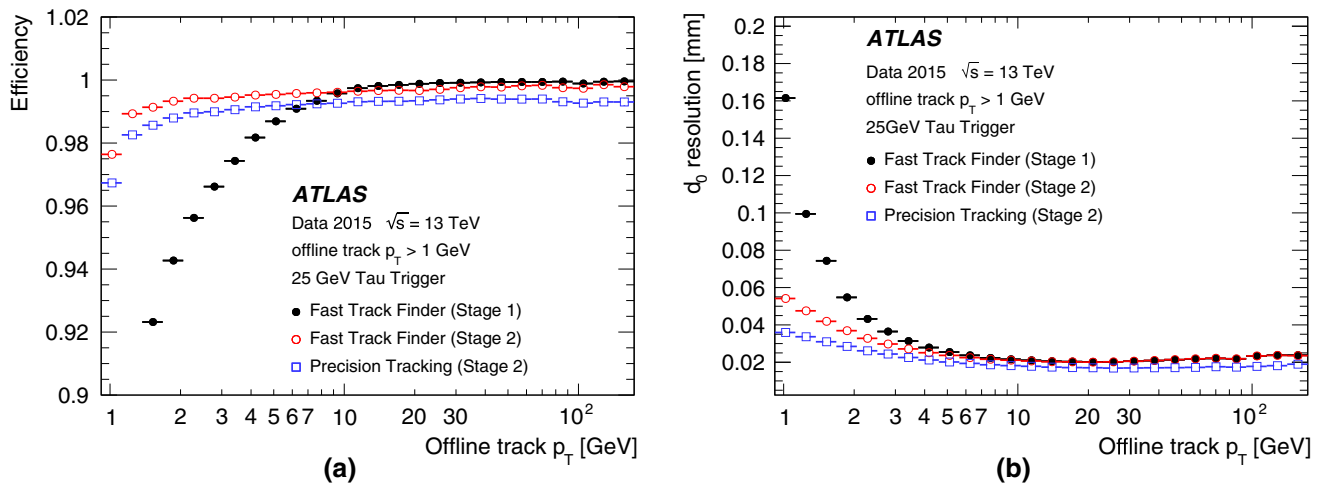 Efficiency
1.02
1
0.98
0.96
0.94
0.92
0.9
ATLAS
Data 2015 √s = 13 TeV
offline track p_T > 1 GeV
25 GeV Tau Trigger
Fast Track Finder (Stage 1)
Fast Track Finder (Stage 2)
Precision Tracking (Stage 2)
1 2 3 4 5 6 7 10 20 30 10²
Offline track p_T [GeV]
(a)
d₀ resolution [mm]
0.2
0.18
0.16
0.14
0.12
0.1
0.08
0.06
0.04
0.02
0
ATLAS
Data 2015 √s = 13 TeV
offline track p_T > 1 GeV
25GeV Tau Trigger
Fast Track Finder (Stage 1)
Fast Track Finder (Stage 2)
Precision Tracking (Stage 2)
1 2 3 4 5 6 7 10 20 30 10²
Offline track p_T [GeV]
(b)